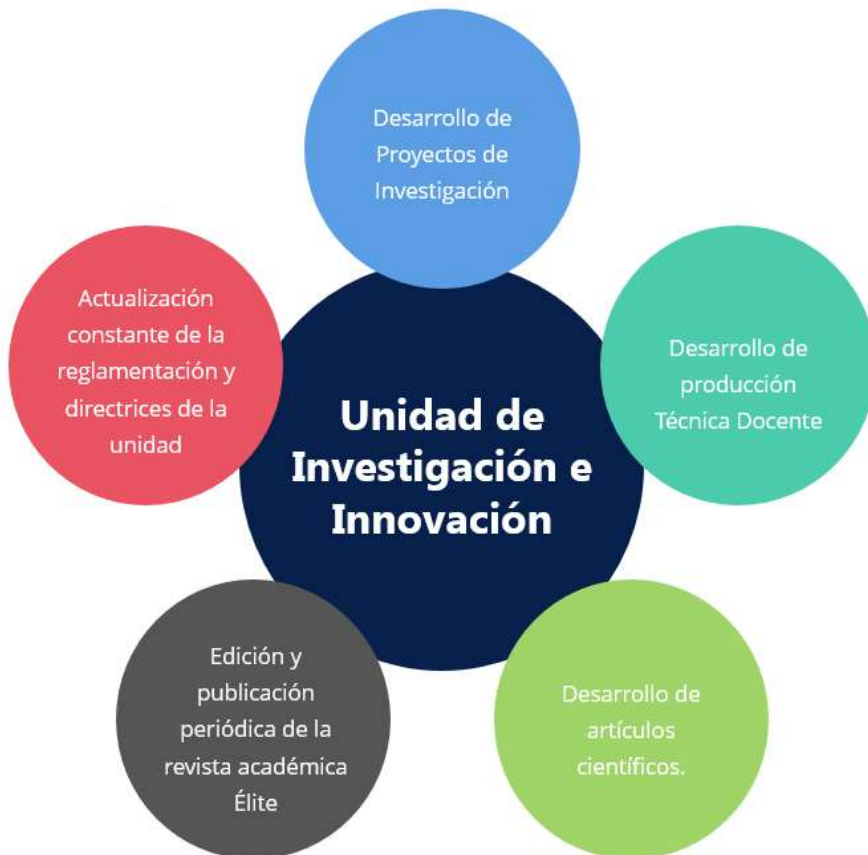 Desarrollo de
Proyectos de
Investigación
Desarrollo de
producción
Técnica Docente
Desarrollo de
artículos
científicos.
Edición y
publicación
periódica de la
revista académica
Élite
Actualización
constante de la
reglamentación y
directrices de la
unidad
Unidad de
Investigación e
Innovación